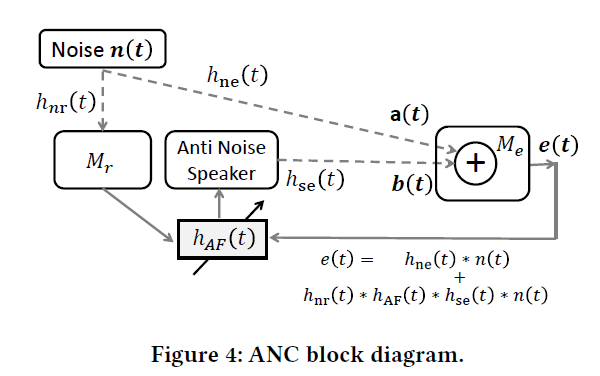 Noise n(t)
h_ne(t)
h_nr(t)
a(t)
M_r
Anti Noise
Speaker
h_se(t)
b(t)
+
M_e
e(t)
h_AF(t)
e(t) = h_ne(t) * n(t)
+
h_nr(t) * h_AF(t) * h_se(t) * n(t)
Figure 4: ANC block diagram.